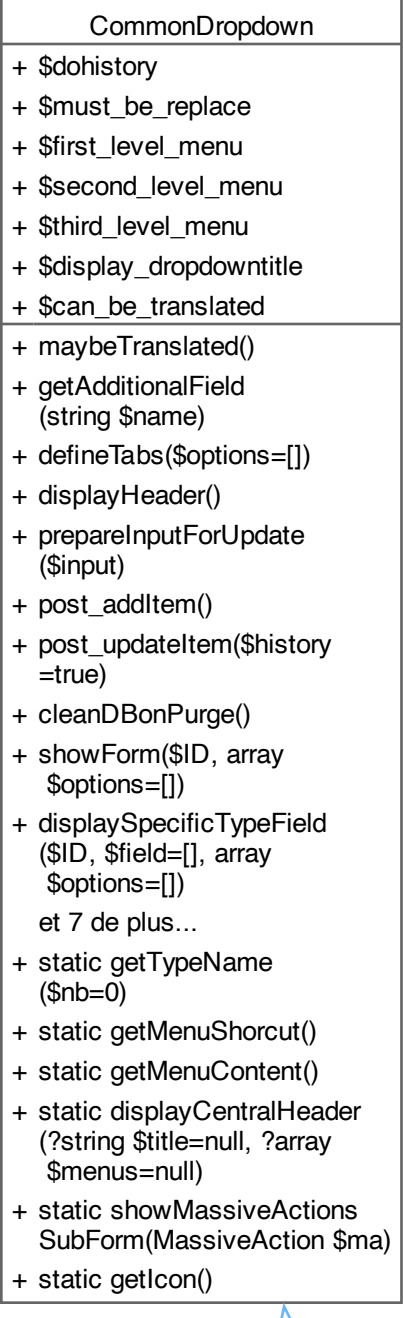 CommonDropdown
+ $dohistory
+ $must_be_replace
+ $first_level_menu
+ $second_level_menu
+ $third_level_menu
+ $display_dropdowntitle
+ $can_be_translated
+ maybeTranslated()
+ getAdditionalField
(string $name)
+ defineTabs($options=[])
+ displayHeader()
+ prepareInputForUpdate
($input)
+ post_addItem()
+ post_updateItem($history
=true)
+ cleanDBonPurge()
+ showForm($ID, array
$options=[])
+ displaySpecificTypeField
($ID, $field=[], array
$options=[])
et 7 de plus...
+ static getTypeName
($nb=0)
+ static getMenuShorcut()
+ static getMenuContent()
+ static displayCentralHeader
(?string $title=null, ?array
$menus=null)
+ static showMassiveActions
SubForm(MassiveAction $ma)
+ static getIcon()